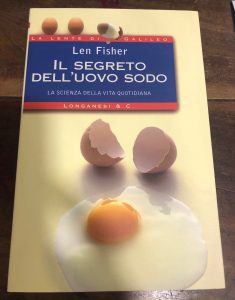 LA LENTE DI GALILEO
Len Fisher
IL SEGRETO
DELL'UOVO SODO
LA SCIENZA DELLA VITA QUOTIDIANA
LONGANESI & C.